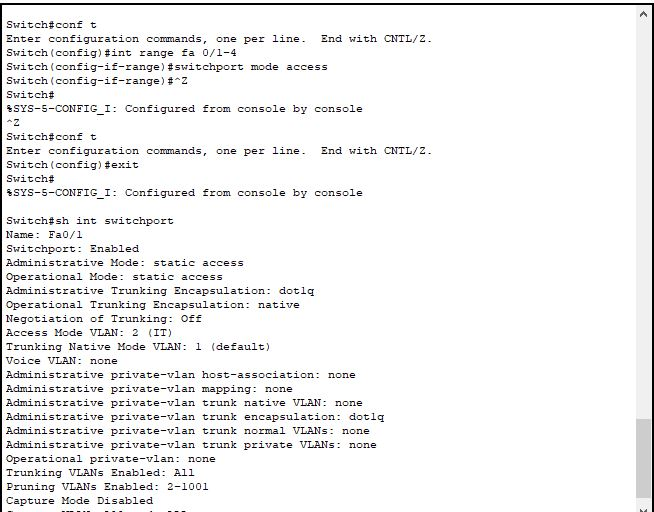 Switch#conf t
Enter configuration commands, one per line.  End with CNTL/Z.
Switch(config)#int range fa 0/1-4
Switch(config-if-range)#switchport mode access
Switch(config-if-range)#^Z
Switch#
%SYS-5-CONFIG_I: Configured from console by console
^Z
Switch#conf t
Enter configuration commands, one per line.  End with CNTL/Z.
Switch(config)#exit
Switch#
%SYS-5-CONFIG_I: Configured from console by console
Switch#sh int switchport
Name: Fa0/1
Switchport: Enabled
Administrative Mode: static access
Operational Mode: static access
Administrative Trunking Encapsulation: dot1q
Operational Trunking Encapsulation: native
Negotiation of Trunking: Off
Access Mode VLAN: 2 (IT)
Trunking Native Mode VLAN: 1 (default)
Voice VLAN: none
Administrative private-vlan host-association: none
Administrative private-vlan mapping: none
Administrative private-vlan trunk native VLAN: none
Administrative private-vlan trunk encapsulation: dot1q
Administrative private-vlan trunk normal VLANs: none
Administrative private-vlan trunk private VLANs: none
Operational private-vlan: none
Trunking VLANs Enabled: All
Pruning VLANs Enabled: 2-1001
Capture Mode Disabled